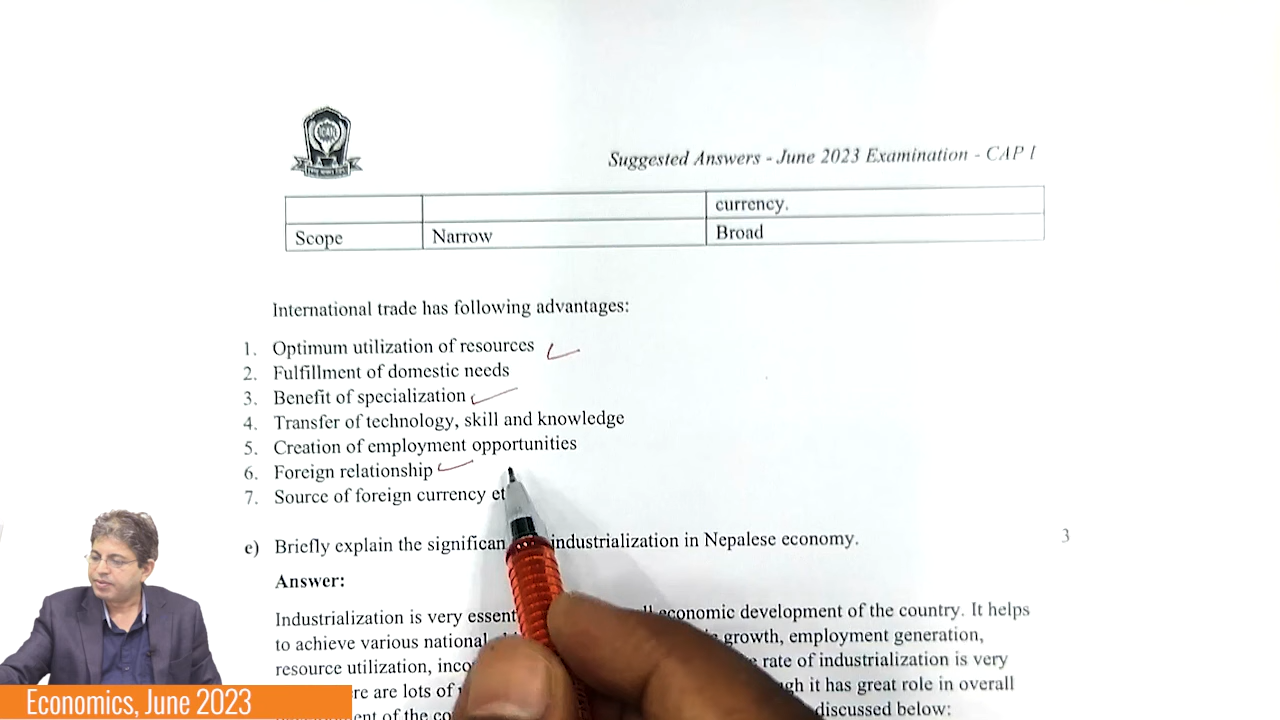 Suggested Answers - June 2023 Examination - CAP I
currency.
Scope Narrow Broad
International trade has following advantages:
1. Optimum utilization of resources
2. Fulfillment of domestic needs
3. Benefit of specialization
4. Transfer of technology, skill and knowledge
5. Creation of employment opportunities
6. Foreign relationship
7. Source of foreign currency
e) Briefly explain the industrialization in Nepalese economy. 3
Answer:
Industrialization is very economic development of the country. It helps
to achieve various national growth, employment generation,
resource utilization, rate of industrialization is very
are lots of it has great role in overall
of the discussed below:
Economics, June 2023